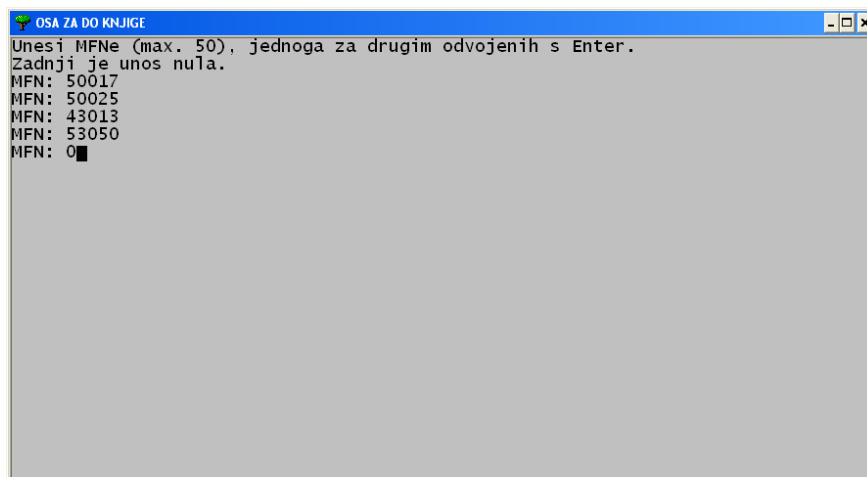 OSA ZA DO KNJIGE
Unesi MFNe (max. 50), jednoga za drugim odvojenih s Enter.
Zadnji je unos nula.
MFN: 50017
MFN: 50025
MFN: 43013
MFN: 53050
MFN: 0